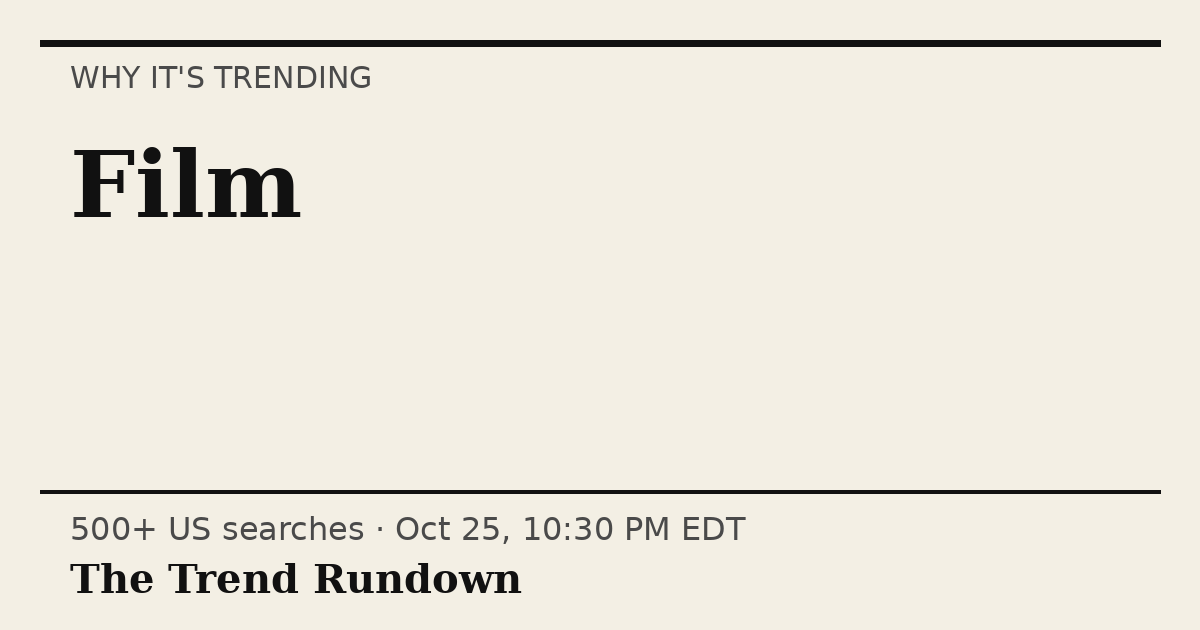 WHY IT'S TRENDING
Film
500+ US searches · Oct 25, 10:30 PM EDT
The Trend Rundown